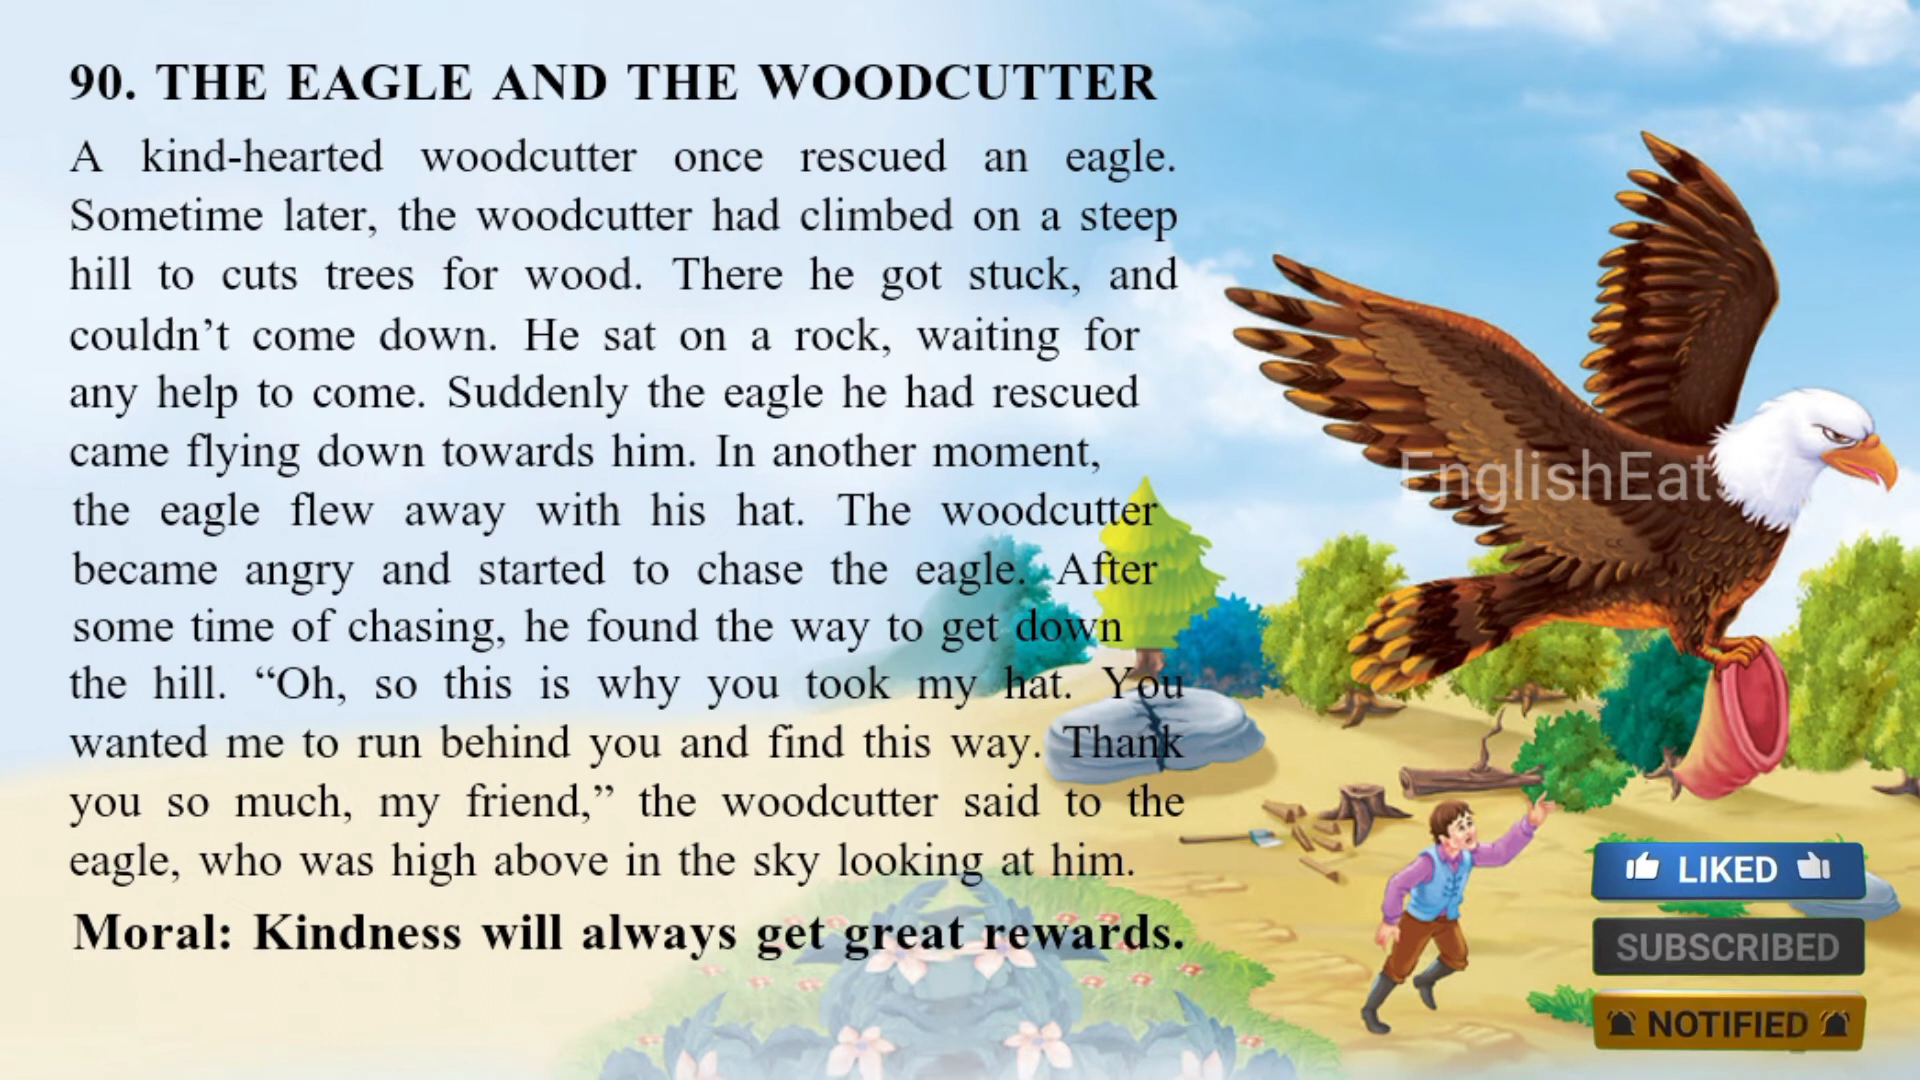 90. THE EAGLE AND THE WOODCUTTER
A kind-hearted woodcutter once rescued an eagle.
Sometime later, the woodcutter had climbed on a steep
hill to cuts trees for wood. There he got stuck, and
couldn’t come down. He sat on a rock, waiting for
any help to come. Suddenly the eagle he had rescued
came flying down towards him. In another moment,
the eagle flew away with his hat. The woodcutter
became angry and started to chase the eagle. After
some time of chasing, he found the way to get down
the hill. “Oh, so this is why you took my hat. You
wanted me to run behind you and find this way. Thank
you so much, my friend,” the woodcutter said to the
eagle, who was high above in the sky looking at him.
Moral: Kindness will always get great rewards.
EnglishEatsV
LIKED
SUBSCRIBED
NOTIFIED